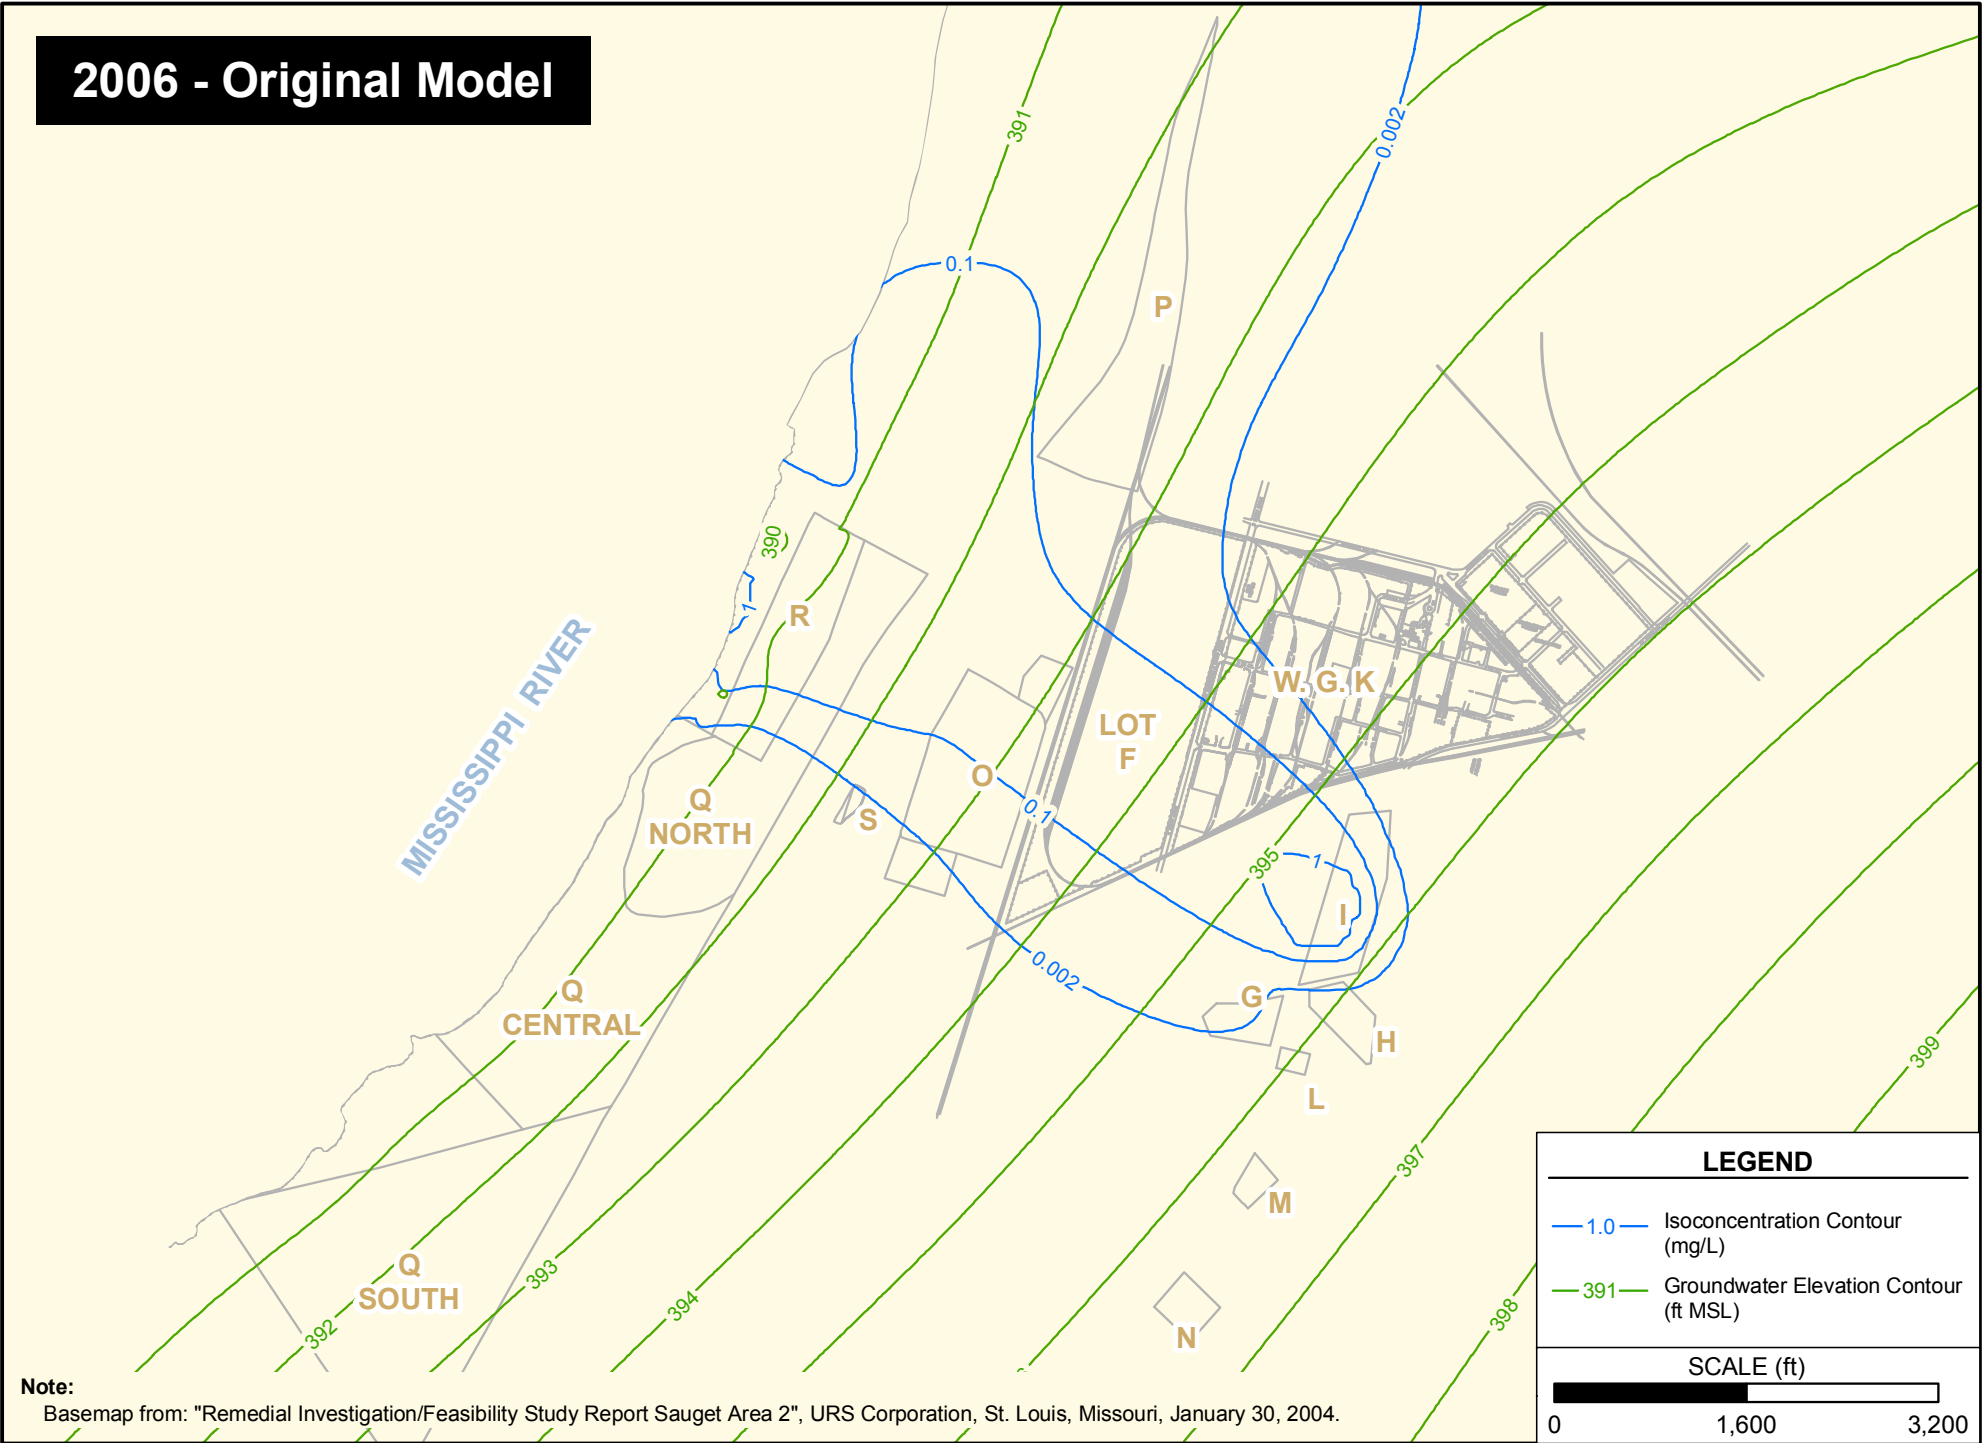 2006 - Original Model
391
0.002
0.1
P
390
1
R
MISSISSIPPI RIVER
W. G. K
LOT
F
O
0.1
Q
NORTH
S
395
1
I
0.002
G
Q
CENTRAL
H
L
399
397
M
Q
SOUTH
393
394
392
N
398
LEGEND
1.0 Isoconcentration Contour
(mg/L)
391 Groundwater Elevation Contour
(ft MSL)
SCALE (ft)
0 1,600 3,200
Note:
Basemap from: "Remedial Investigation/Feasibility Study Report Sauget Area 2", URS Corporation, St. Louis, Missouri, January 30, 2004.